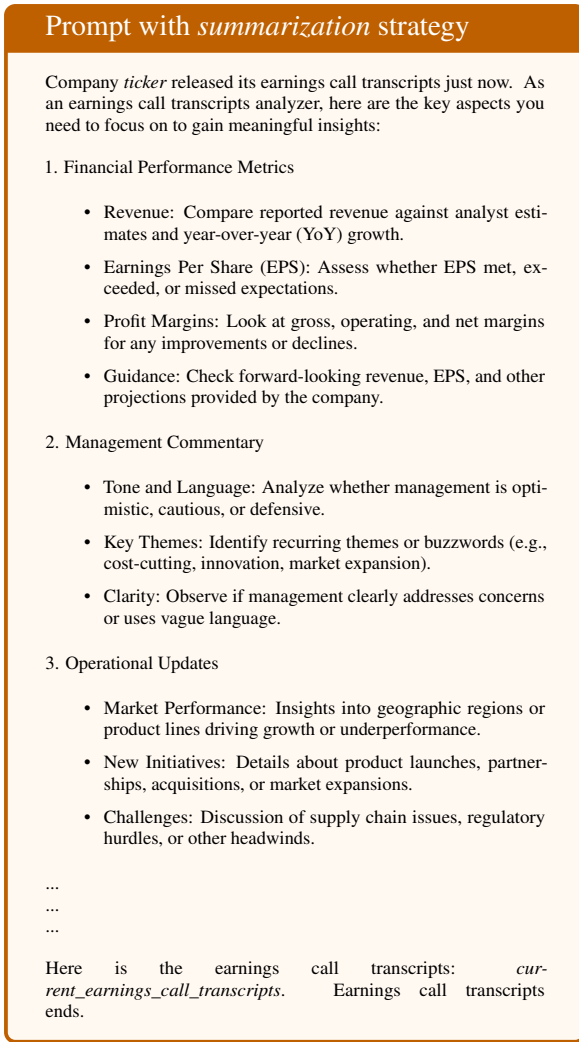 Prompt with summarization strategy
Company ticker released its earnings call transcripts just now. As
an earnings call transcripts analyzer, here are the key aspects you
need to focus on to gain meaningful insights:
1. Financial Performance Metrics
• Revenue: Compare reported revenue against analyst esti-
mates and year-over-year (YoY) growth.
• Earnings Per Share (EPS): Assess whether EPS met, ex-
ceeded, or missed expectations.
• Profit Margins: Look at gross, operating, and net margins
for any improvements or declines.
• Guidance: Check forward-looking revenue, EPS, and other
projections provided by the company.
2. Management Commentary
• Tone and Language: Analyze whether management is opti-
mistic, cautious, or defensive.
• Key Themes: Identify recurring themes or buzzwords (e.g.,
cost-cutting, innovation, market expansion).
• Clarity: Observe if management clearly addresses concerns
or uses vague language.
3. Operational Updates
• Market Performance: Insights into geographic regions or
product lines driving growth or underperformance.
• New Initiatives: Details about product launches, partner-
ships, acquisitions, or market expansions.
• Challenges: Discussion of supply chain issues, regulatory
hurdles, or other headwinds.
...
...
...
Here is the earnings call transcripts: cur-
rent_earnings_call_transcripts. Earnings call transcripts
ends.